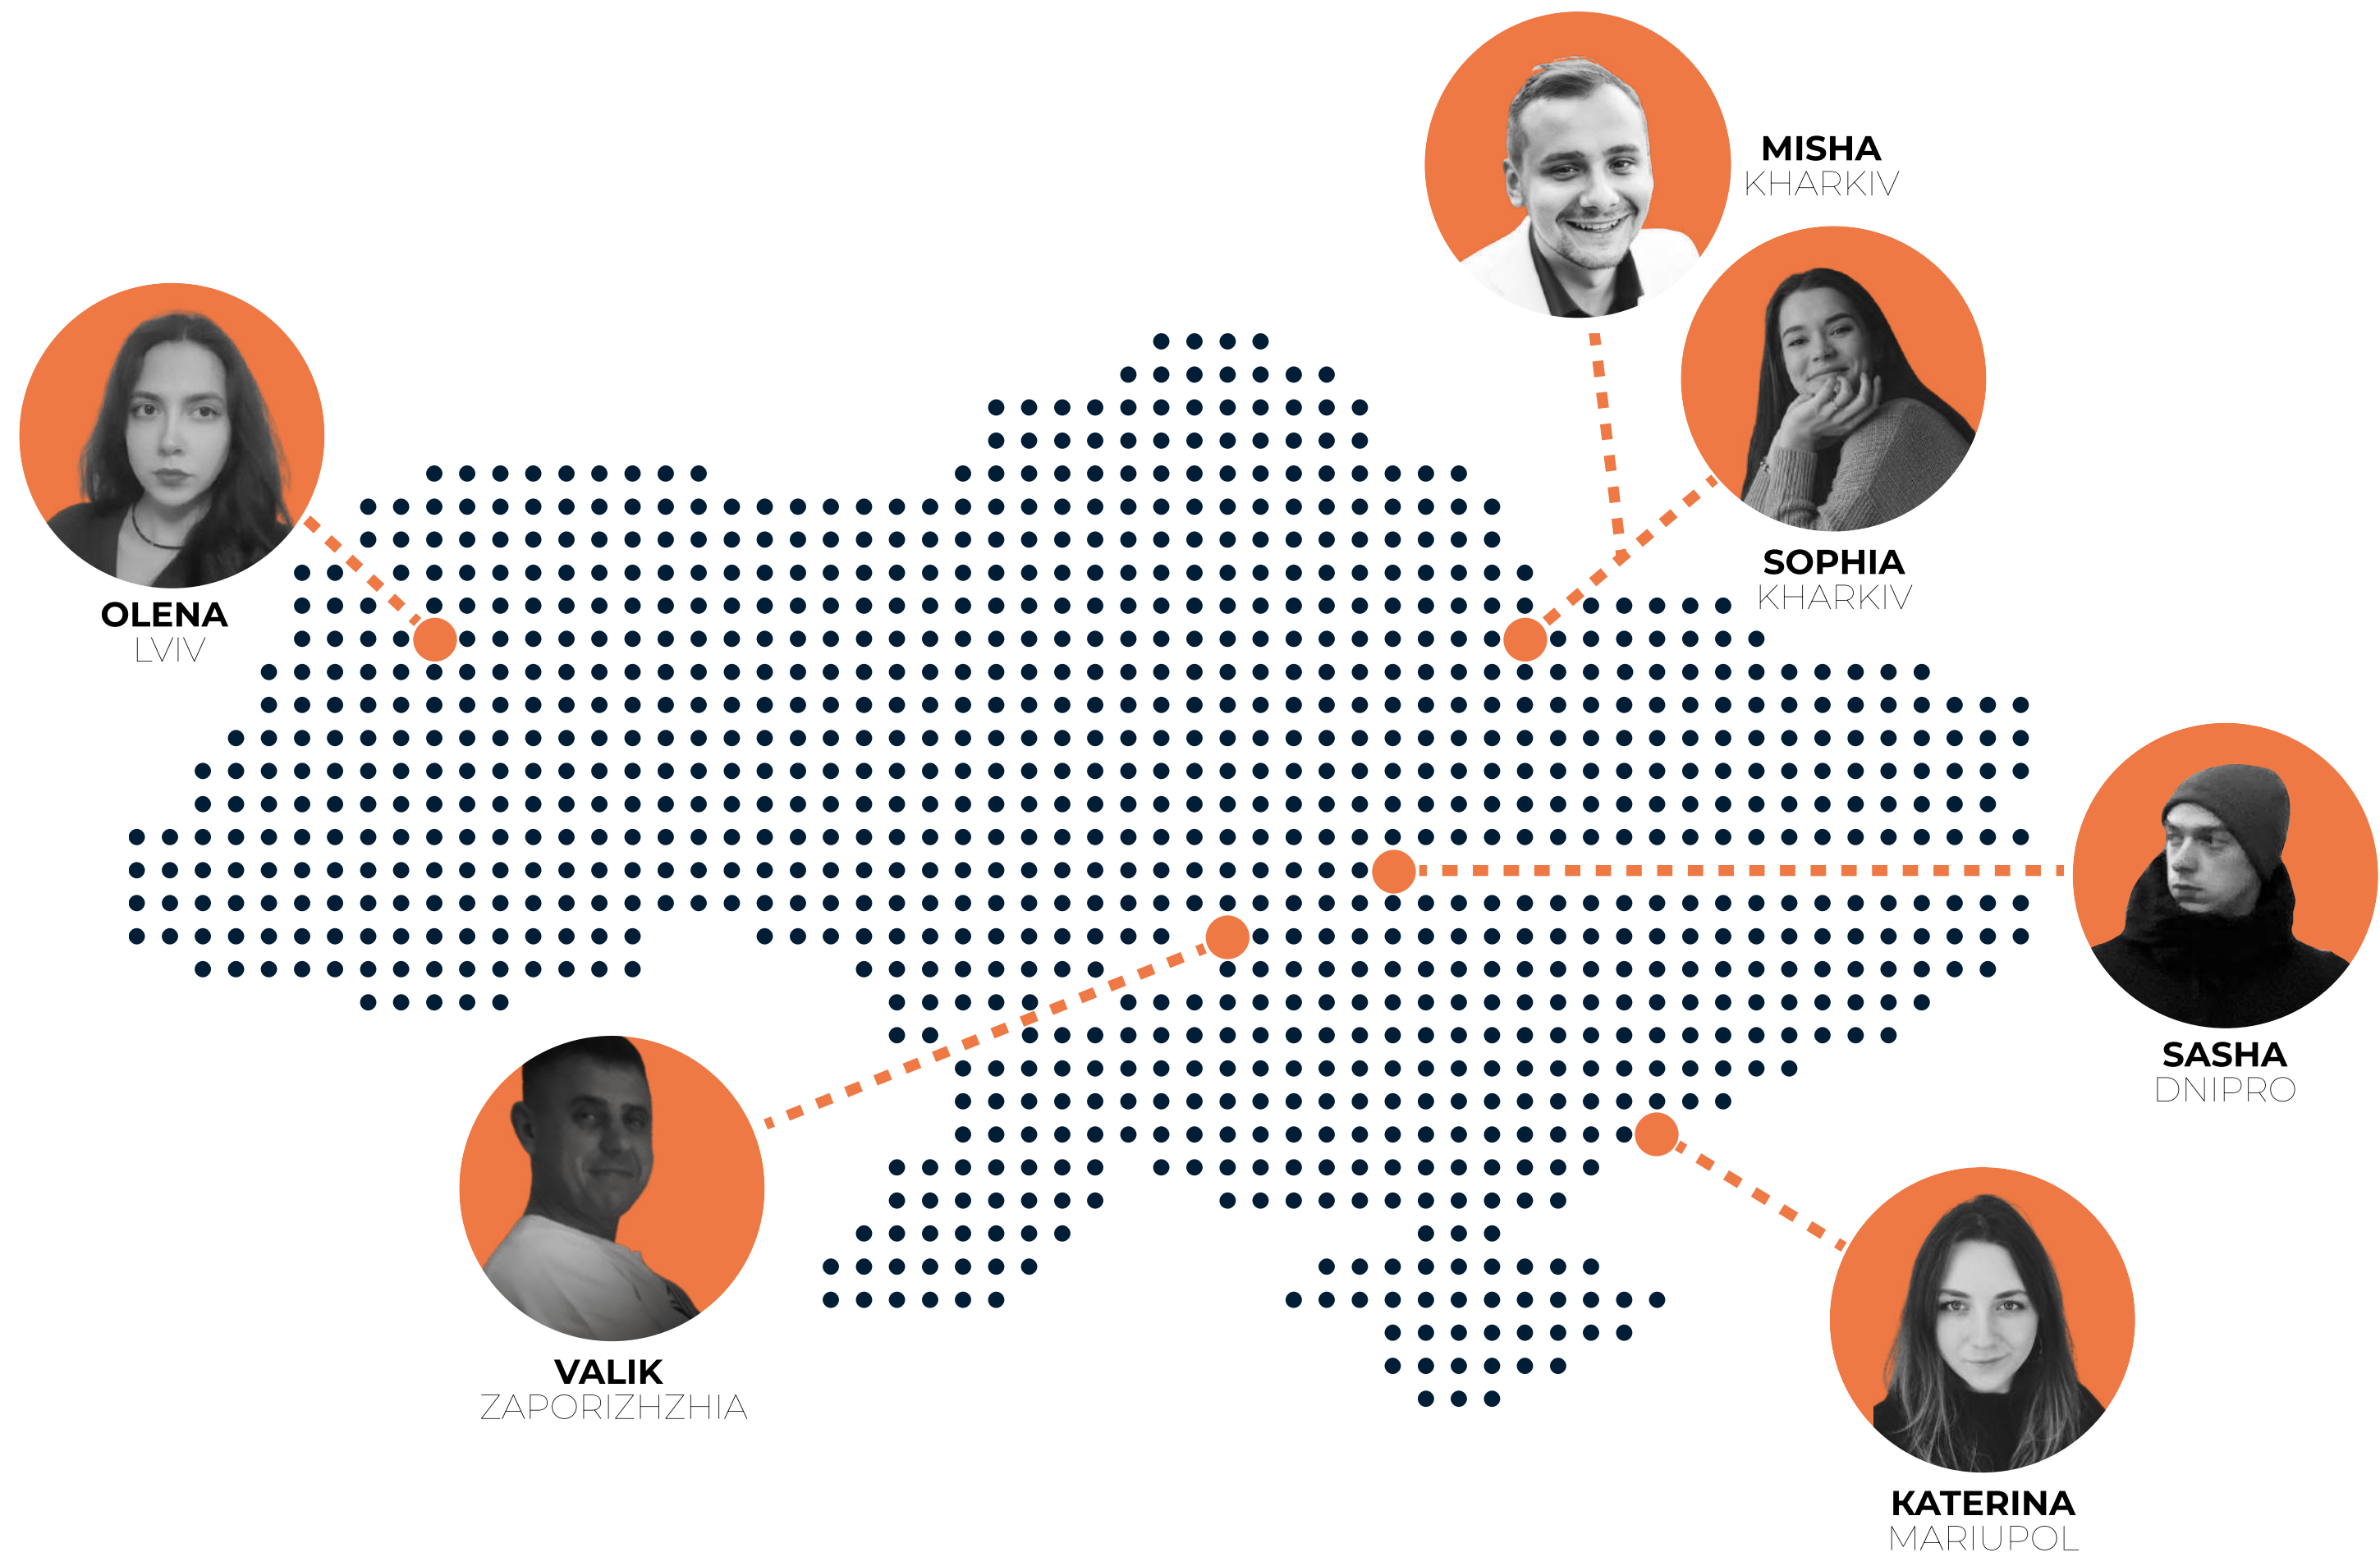 MISHA
KHARKIV
SOPHIA
KHARKIV
OLENA
LVIV
SASHA
DNIPRO
VALIK
ZAPORIZHZHIA
KATERINA
MARIUPOL